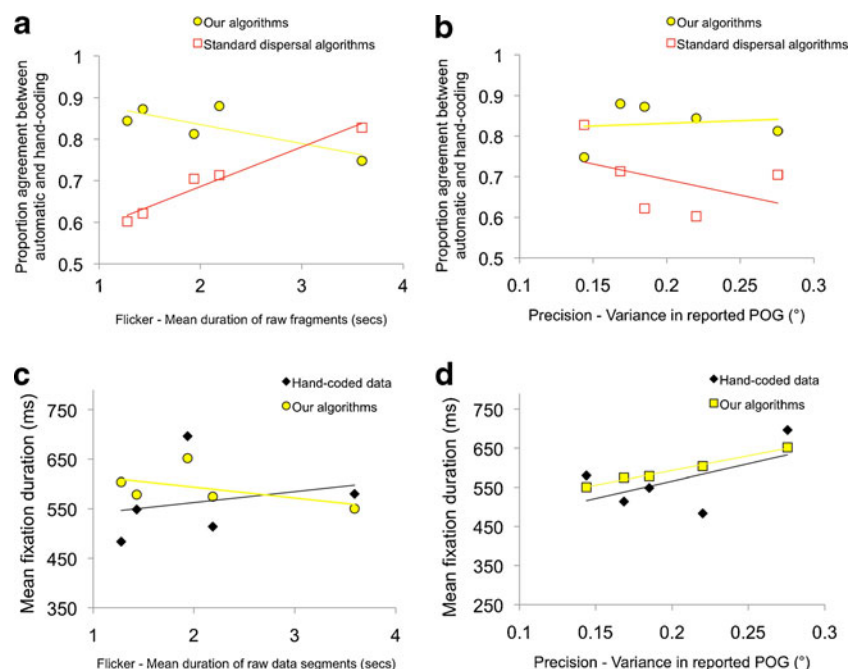 a
Our algorithms
Standard dispersal algorithms
Proportion agreement between
automatic and hand-coding
1
0.9
0.8
0.7
0.6
0.5
1 2 3 4
Flicker - Mean duration of raw fragments (secs)
b
Our algorithms
Standard dispersal algorithms
Proportion agreement between
automatic and hand-coding
1
0.9
0.8
0.7
0.6
0.5
0.1 0.15 0.2 0.25 0.3
Precision - Variance in reported POG (°)
c
Hand-coded data
Our algorithms
Mean fixation duration (ms)
750
650
550
450
350
1 2 3 4
Flicker - Mean duration of raw data segments (secs)
d
Hand-coded data
Our algorithms
Mean fixation duration (ms)
750
650
550
450
350
250
0.1 0.15 0.2 0.25 0.3
Precision - Variance in reported POG (°)